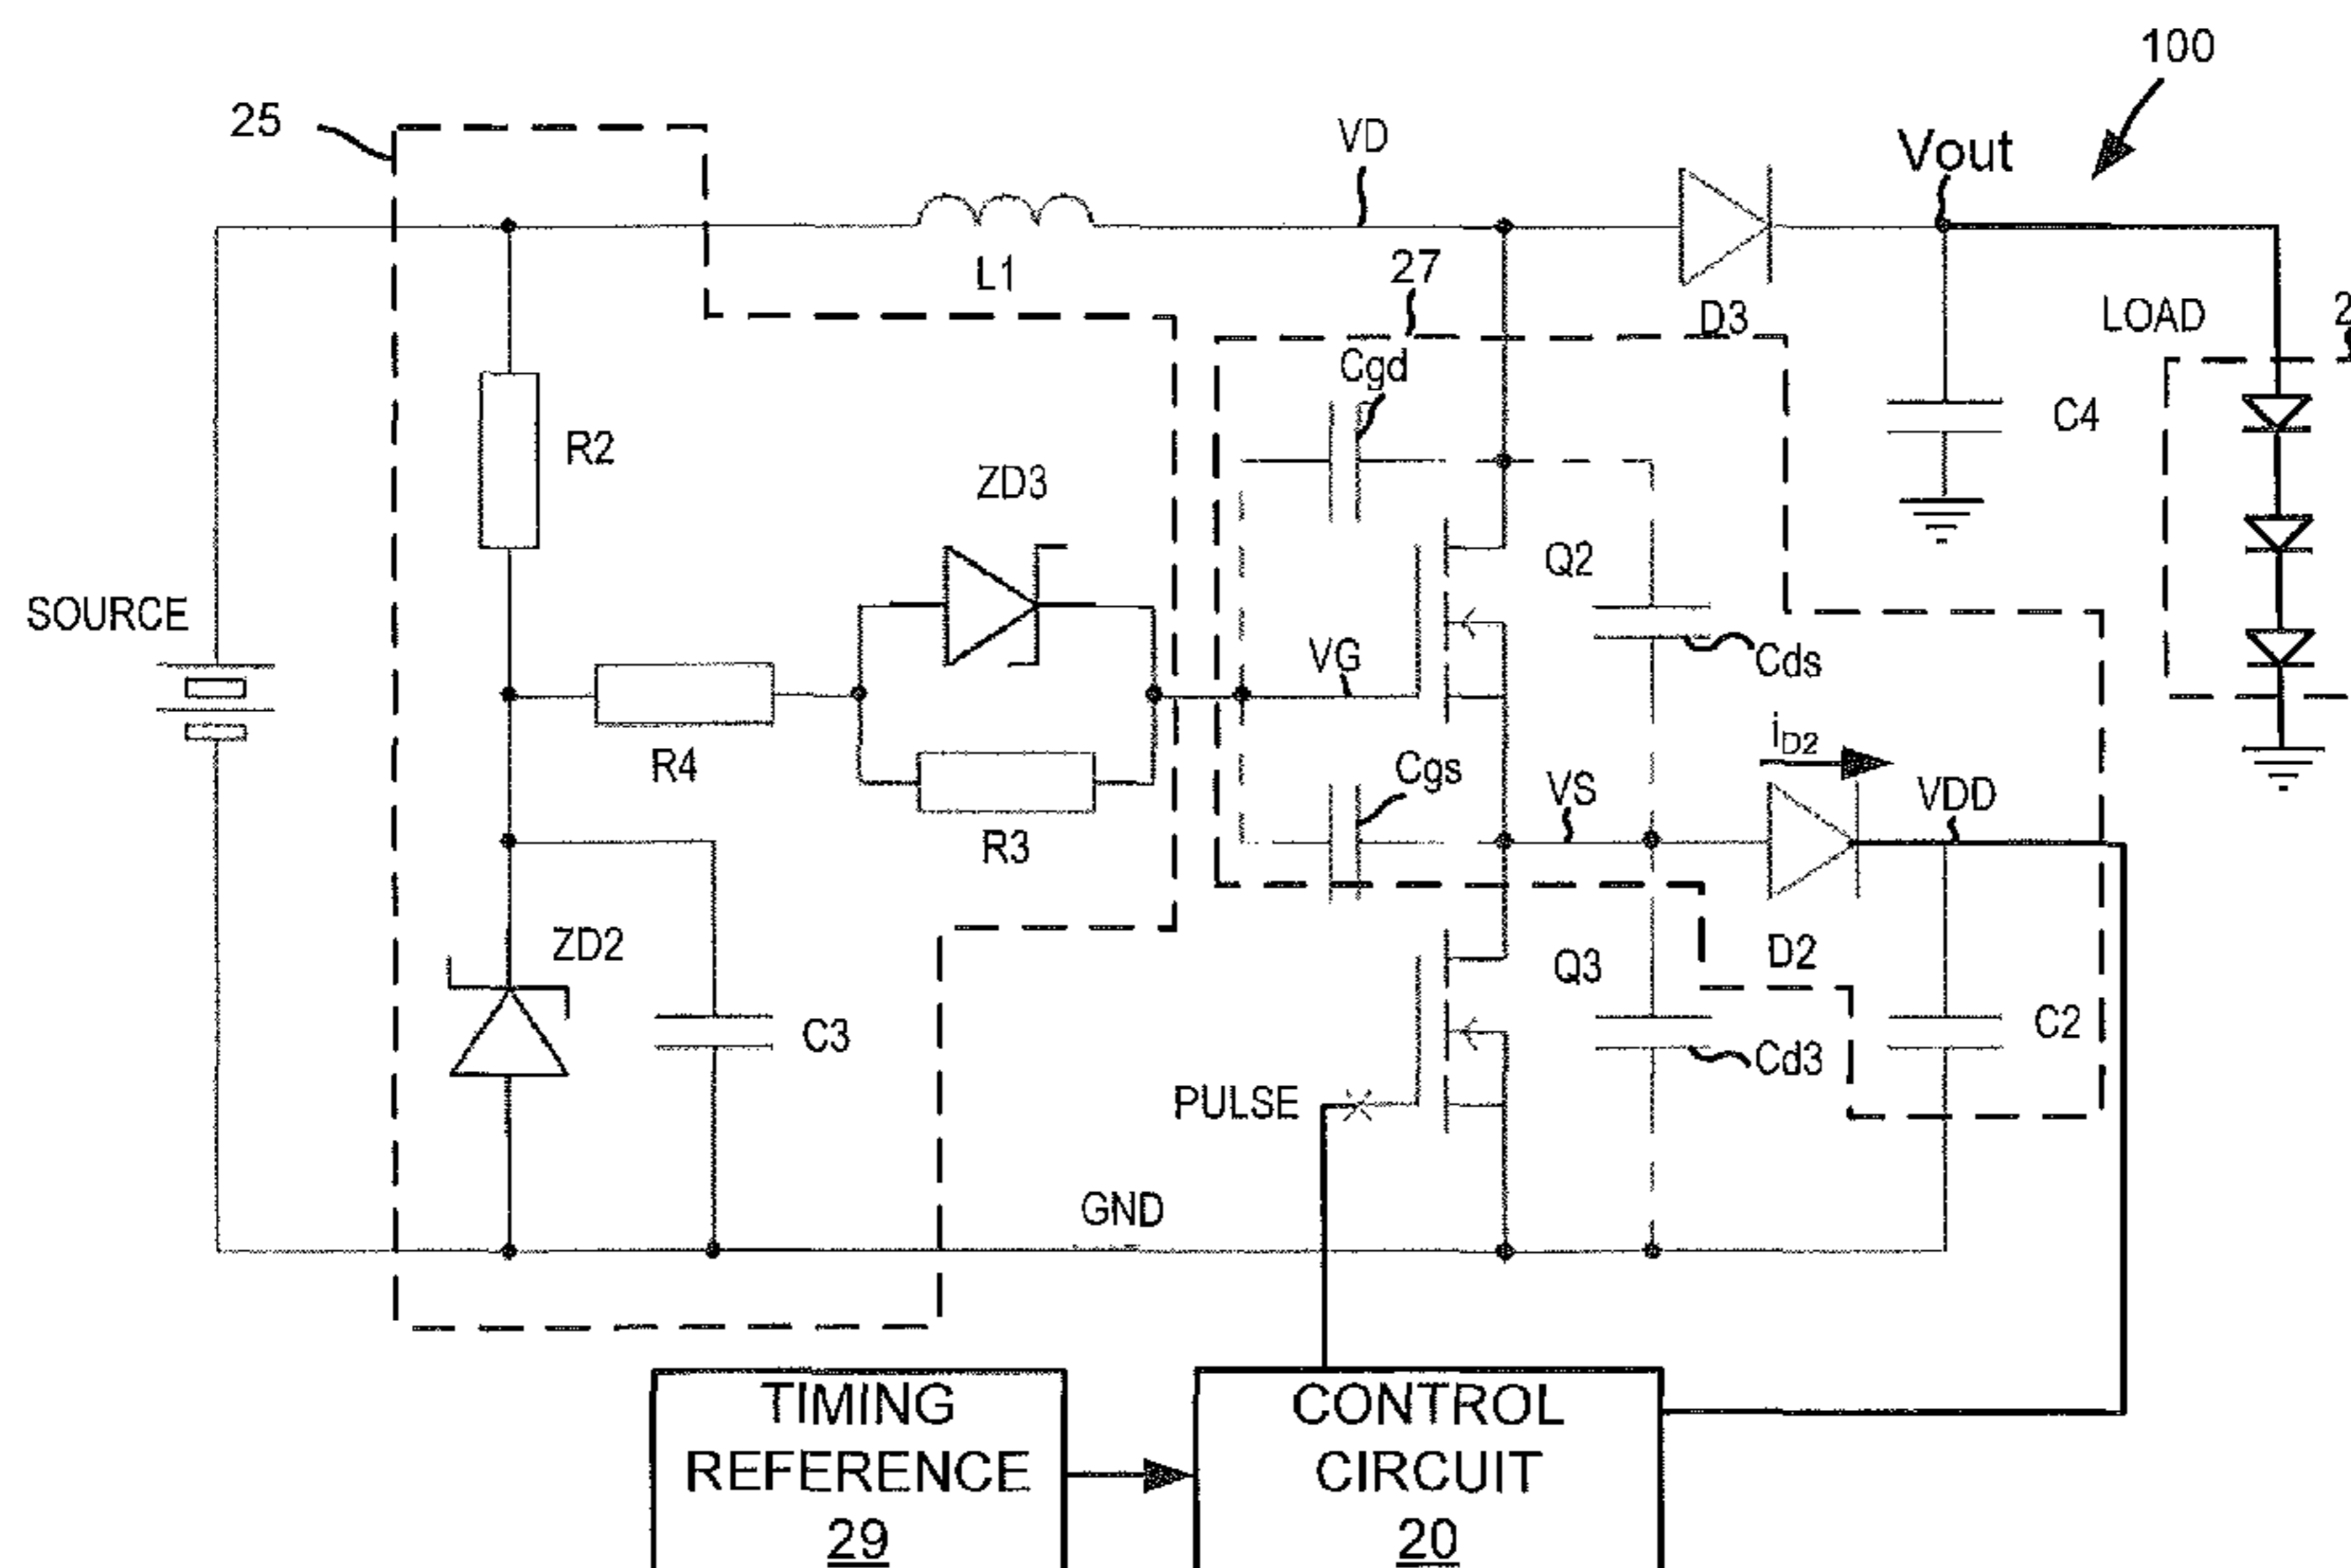 100
25
VD
Vout
L1
27
D3
LOAD
2
Cgd
R2
C4
ZD3
Q2
SOURCE
VG
Cds
R4
iD2
Cgs
VS
VDD
R3
ZD2
Q3
D2
C3
C2
Cd3
PULSE
GND
TIMING
REFERENCE
29
CONTROL
CIRCUIT
20